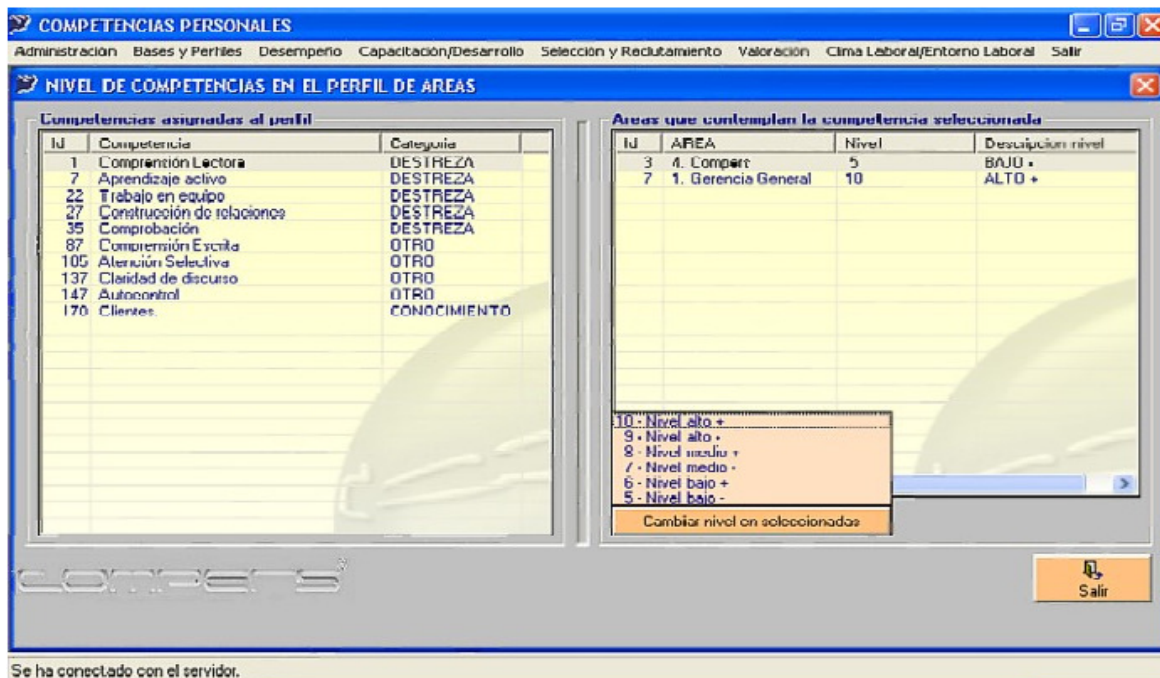 COMPETENCIAS PERSONALES
Administración Bases y Perfiles Desempeño Capacitación/Desarrollo Selección y Reclutamiento Valoración Clima Laboral/Entorno Laboral Salir
NIVEL DE COMPETENCIAS EN EL PERFIL DE AREAS
Competencias asignadas al perfil
Id Competencia Categoria
1 Comprensión Lectora DESTREZA
7 Aprendizaje activo DESTREZA
22 Trabajo en equipo DESTREZA
27 Construcción de relaciones DESTREZA
35 Comprobación DESTREZA
87 Comprensión Escrita OTRO
105 Atención Selectiva OTRO
137 Claridad de discurso OTRO
147 Autocontrol OTRO
170 Clientes. CONOCIMIENTO
Areas que contemplan la competencia seleccionada
Id AREA Nivel Descripcion nivel
3 4. Compers 5 BAJO -
7 1. Gerencia General 10 ALTO +
10 - Nivel alto +
9 - Nivel alto -
8 - Nivel medio +
7 - Nivel medio -
6 - Nivel bajo +
5 - Nivel bajo -
Cambiar nivel en seleccionadas
COMPERS
Salir
Se ha conectado con el servidor.